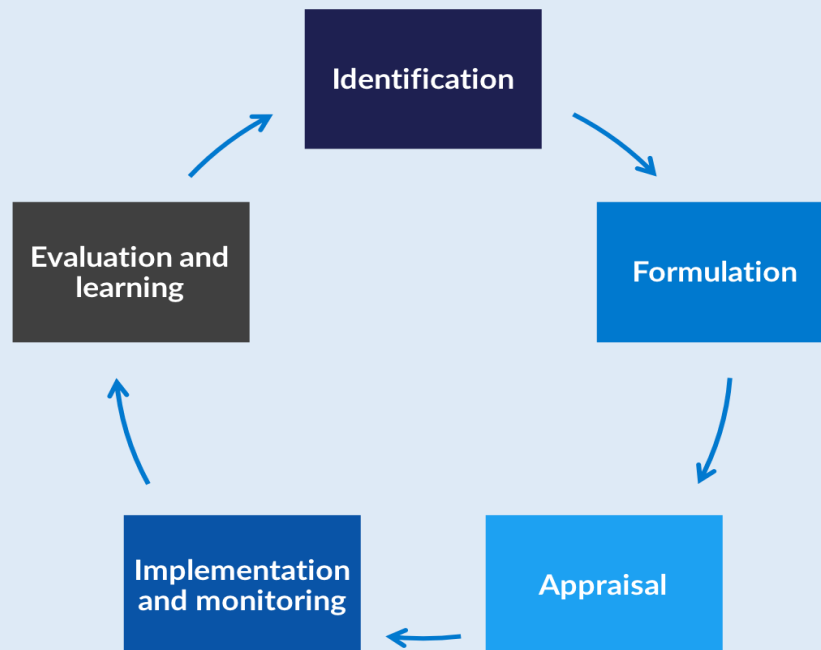 Identification
Formulation
Appraisal
Implementation
and monitoring
Evaluation and
learning